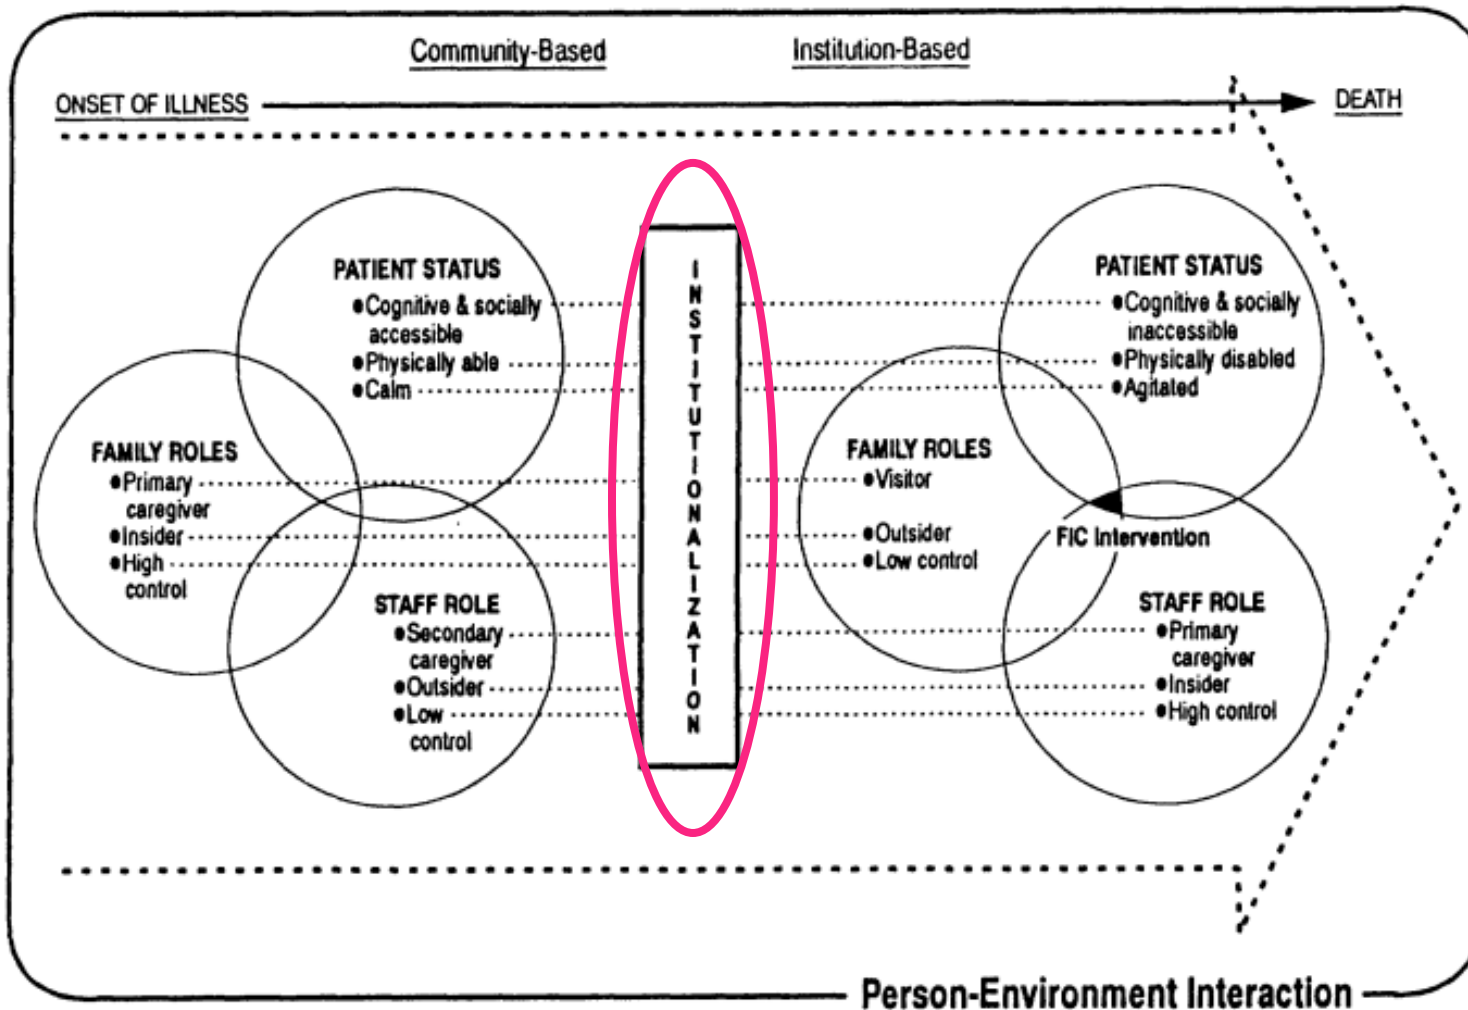 Community-Based
Institution-Based
ONSET OF ILLNESS
DEATH
PATIENT STATUS
●Cognitive & socially
accessible
●Physically able
●Calm
FAMILY ROLES
●Primary
caregiver
●Insider
●High
control
STAFF ROLE
●Secondary
caregiver
●Outsider
●Low
control
INSTITUTIONALIZATION
PATIENT STATUS
●Cognitive & socially
inaccessible
●Physically disabled
●Agitated
FAMILY ROLES
●Visitor
●Outsider
●Low control
FIC Intervention
STAFF ROLE
●Primary
caregiver
●Insider
●High control
Person-Environment Interaction